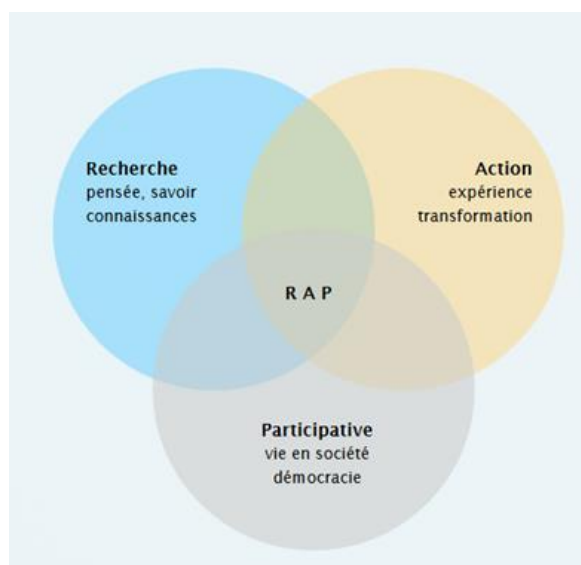 Recherche
pensée, savoir
connaissances
Action
expérience
transformation
R A P
Participative
vie en société
démocracie